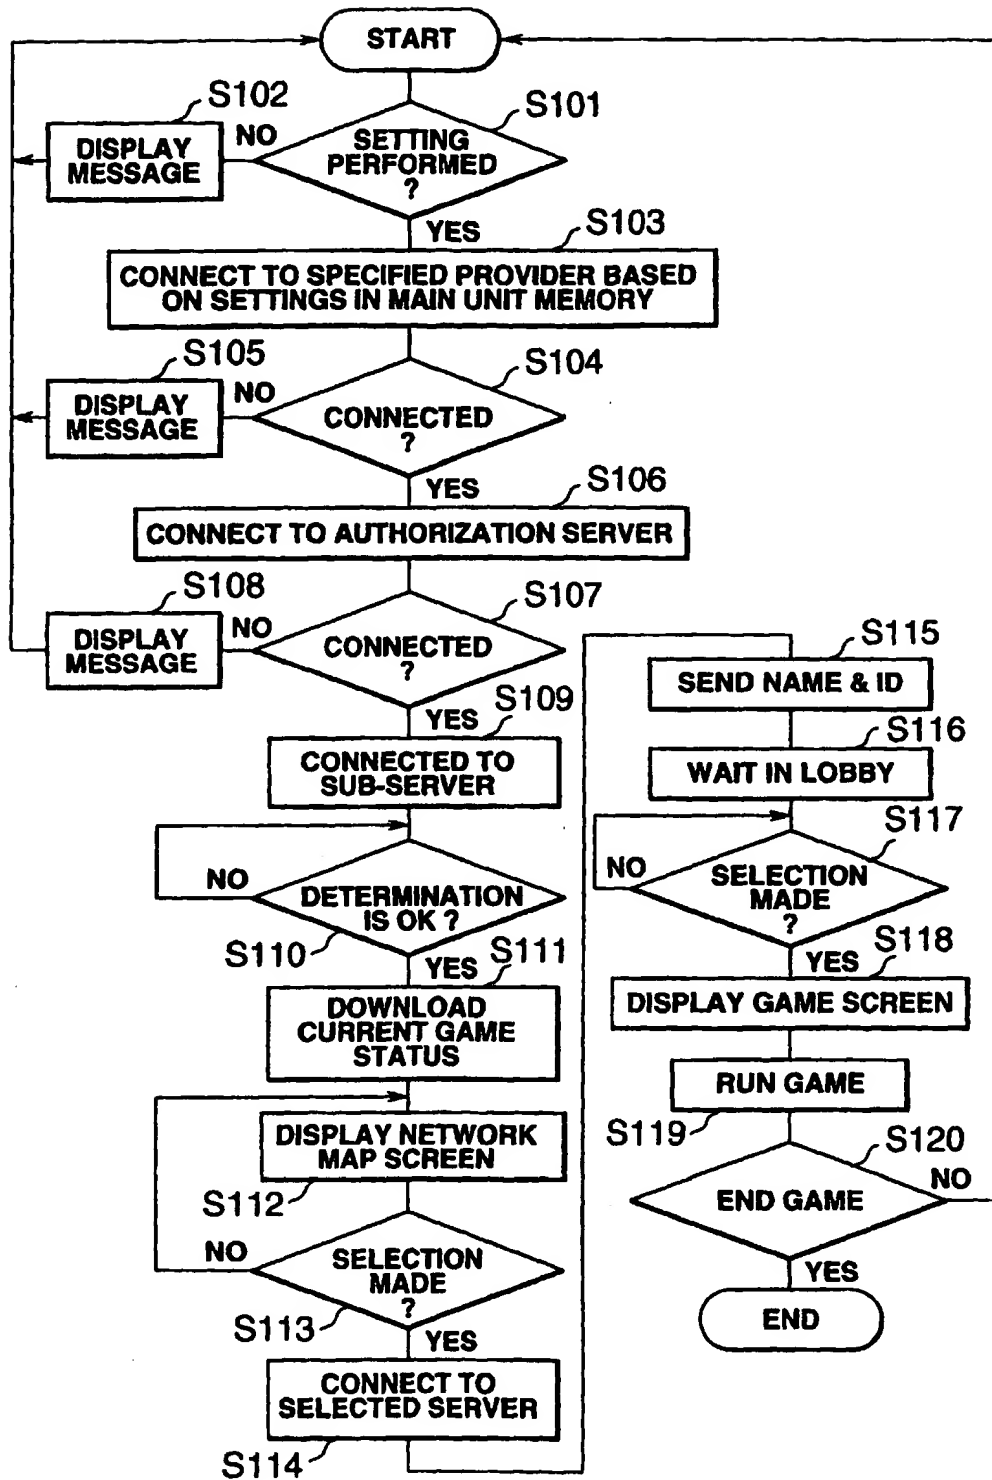 START
S102
S101
DISPLAY
MESSAGE
NO
SETTING
PERFORMED
?
YES
S103
CONNECT TO SPECIFIED PROVIDER BASED
ON SETTINGS IN MAIN UNIT MEMORY
S105
S104
DISPLAY
MESSAGE
NO
CONNECTED
?
YES
S106
CONNECT TO AUTHORIZATION SERVER
S108
S107
DISPLAY
MESSAGE
NO
CONNECTED
?
YES
S109
CONNECTED TO
SUB-SERVER
NO
DETERMINATION
IS OK ?
S110
YES
S111
DOWNLOAD
CURRENT GAME
STATUS
DISPLAY NETWORK
MAP SCREEN
S112
NO
SELECTION
MADE
?
S113
YES
CONNECT TO
SELECTED SERVER
S114
S115
SEND NAME & ID
S116
WAIT IN LOBBY
S117
NO
SELECTION
MADE
?
YES
S118
DISPLAY GAME SCREEN
RUN GAME
S119
S120
END GAME
NO
YES
END